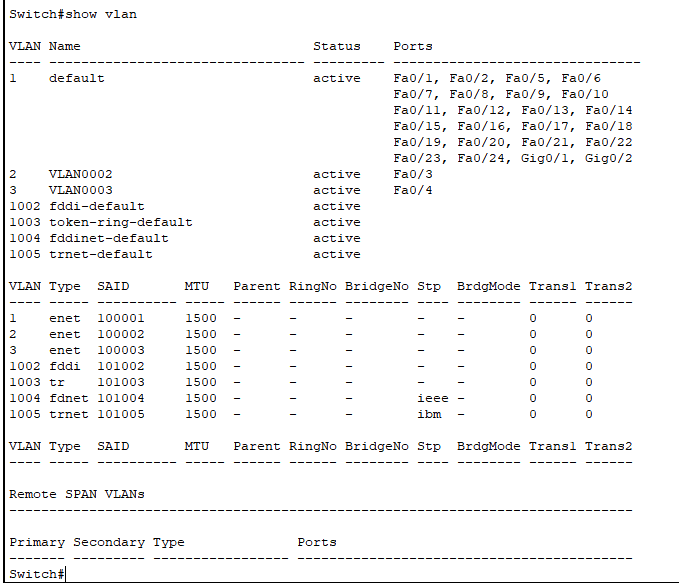 Switch#show vlan

VLAN Name                             Status    Ports
---- -------------------------------- --------- -------------------------------
1    default                          active    Fa0/1, Fa0/2, Fa0/5, Fa0/6
                                                Fa0/7, Fa0/8, Fa0/9, Fa0/10
                                                Fa0/11, Fa0/12, Fa0/13, Fa0/14
                                                Fa0/15, Fa0/16, Fa0/17, Fa0/18
                                                Fa0/19, Fa0/20, Fa0/21, Fa0/22
                                                Fa0/23, Fa0/24, Gig0/1, Gig0/2
2    VLAN0002                         active    Fa0/3
3    VLAN0003                         active    Fa0/4
1002 fddi-default                     active
1003 token-ring-default               active
1004 fddinet-default                  active
1005 trnet-default                    active

VLAN Type  SAID       MTU   Parent RingNo BridgeNo Stp  BrdgMode Trans1 Trans2
---- ----- ---------- ----- ------ ------ -------- ---- -------- ------ ------
1    enet  100001     1500  -      -      -        -    -        0      0
2    enet  100002     1500  -      -      -        -    -        0      0
3    enet  100003     1500  -      -      -        -    -        0      0
1002 fddi  101002     1500  -      -      -        -    -        0      0
1003 tr    101003     1500  -      -      -        -    -        0      0
1004 fdnet 101004     1500  -      -      -        ieee -        0      0
1005 trnet 101005     1500  -      -      -        ibm  -        0      0

VLAN Type  SAID       MTU   Parent RingNo BridgeNo Stp  BrdgMode Trans1 Trans2
---- ----- ---------- ----- ------ ------ -------- ---- -------- ------ ------

Remote SPAN VLANs
------------------------------------------------------------------------------

Primary Secondary Type              Ports
------- --------- ----------------- ------------------------------------------
Switch#